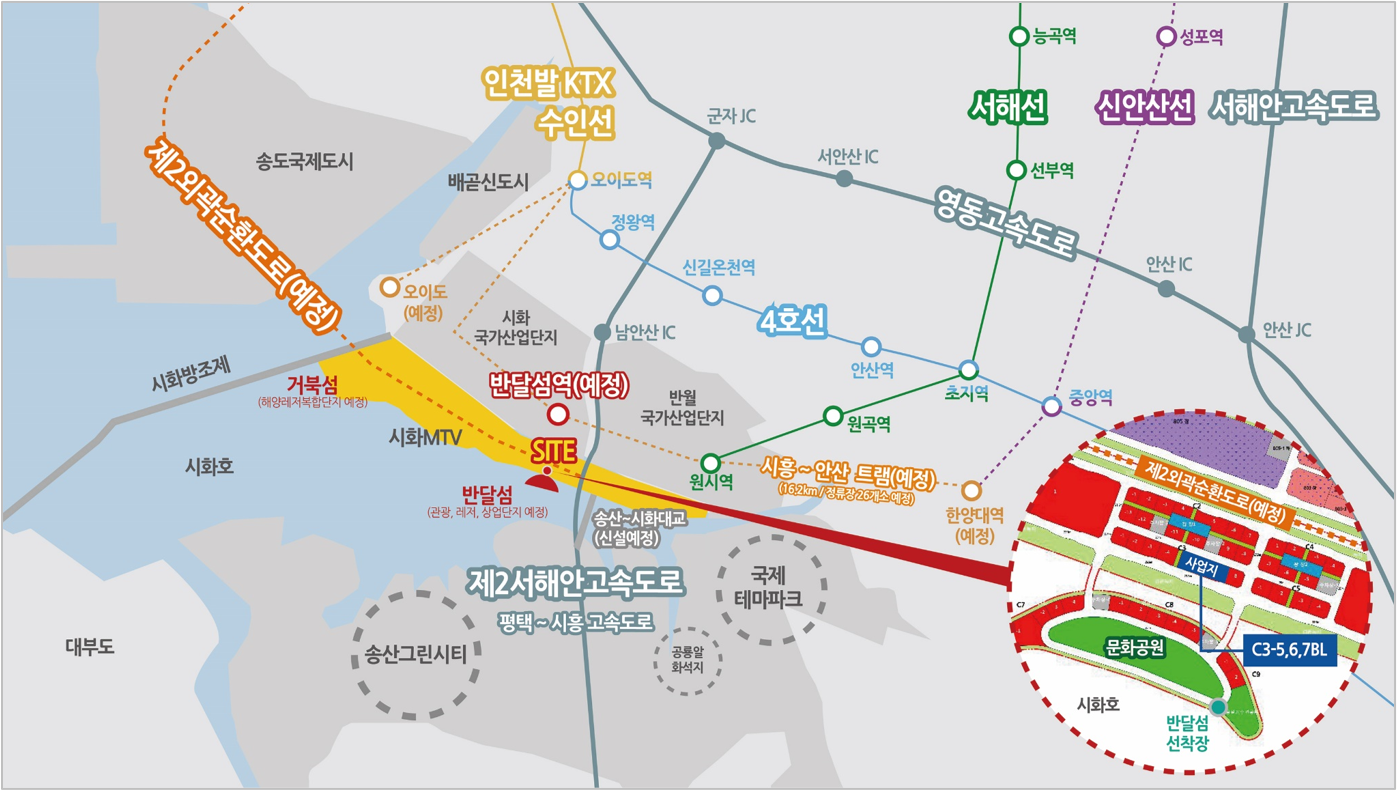 능곡역
성포역
인천발 KTX
수인선
서해선
신안산선
서해안고속도로
군자 JC
서안산 IC
송도국제도시
배곧신도시
오이도역
선부역
제2외곽순환도로(예정)
정왕역
영동고속도로
신길온천역
안산 IC
오이도
(예정)
시화
국가산업단지
4호선
남안산 IC
안산 JC
시화방조제
안산역
거북섬
(해양레저복합단지 예정)
반달섬역(예정)
반월
국가산업단지
초지역
중앙역
원곡역
시화MTV
SITE
시화호
원시역
시흥 ~ 안산 트램(예정)
(16.2km / 정류장 26개소 예정)
반달섬
(관광, 레저, 상업단지 예정)
한양대역
(예정)
송산~시화대교
(신설예정)
제2서해안고속도로
평택 ~ 시흥 고속도로
국제
테마파크
대부도
송산그린시티
공룡알
화석지
제2외곽순환도로(예정)
C2
C3
C4
사업지
C5
C7
C8
문화공원
C3-5,6,7BL
C9
시화호
반달섬
선착장